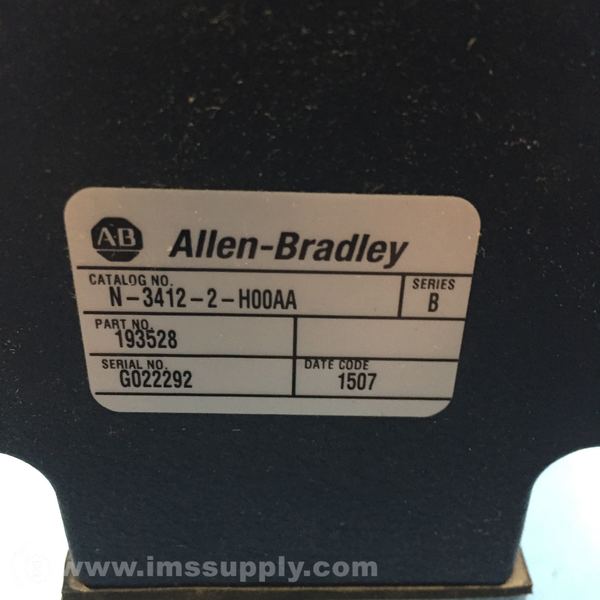 A-B Allen-Bradley
CATALOG NO.
N-3412-2-H00AA
SERIES
B
PART NO.
193528
SERIAL NO.
G022292
DATE CODE
1507
www.imssupply.com